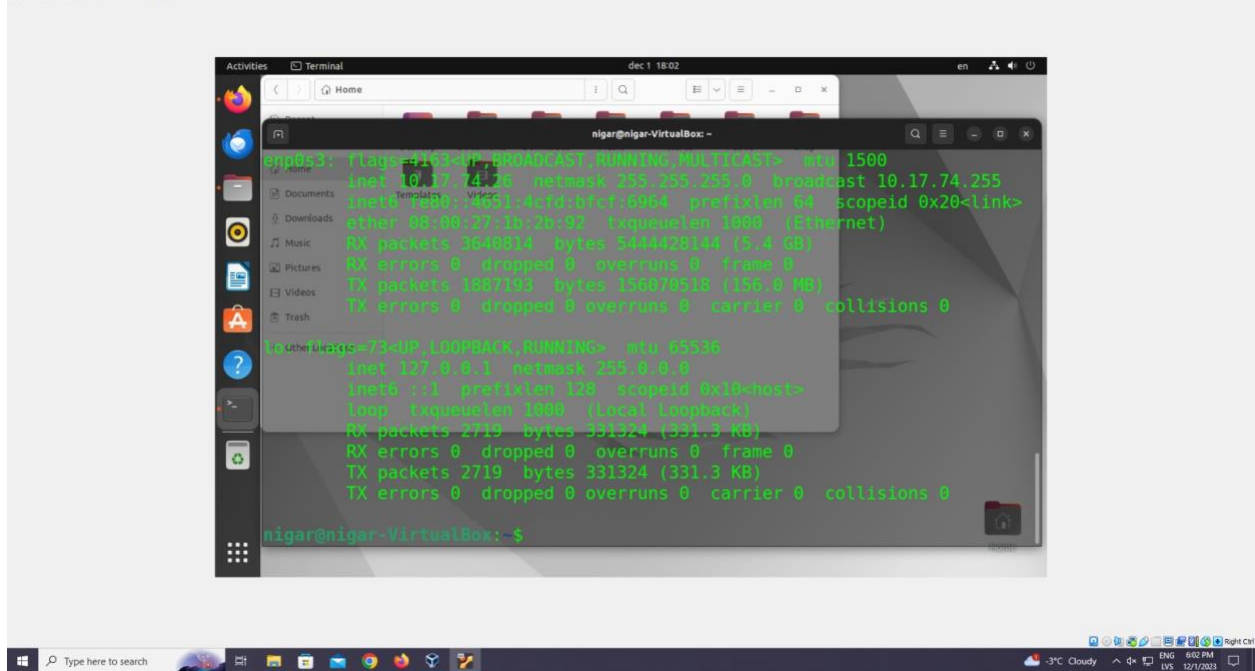 Activities Terminal dec 1 18:02 en
Home
nigar@nigar-VirtualBox: ~
enp0s3: flags=4163<UP,BROADCAST,RUNNING,MULTICAST> mtu 1500
Home
inet 10.17.74.26 netmask 255.255.255.0 broadcast 10.17.74.255
Documents Templates Videos
inet6 fe80::4651:4cfd:bfcf:6964 prefixlen 64 scopeid 0x20<link>
Downloads
ether 08:00:27:1b:2b:92 txqueuelen 1000 (Ethernet)
Music
RX packets 3640814 bytes 5444428144 (5.4 GB)
Pictures
RX errors 0 dropped 0 overruns 0 frame 0
Videos
TX packets 1887193 bytes 156070518 (156.0 MB)
TX errors 0 dropped 0 overruns 0 carrier 0 collisions 0
Trash
lo: flags=73<UP,LOOPBACK,RUNNING> mtu 65536
inet 127.0.0.1 netmask 255.0.0.0
inet6 ::1 prefixlen 128 scopeid 0x10<host>
loop txqueuelen 1000 (Local Loopback)
RX packets 2719 bytes 331324 (331.3 KB)
RX errors 0 dropped 0 overruns 0 frame 0
TX packets 2719 bytes 331324 (331.3 KB)
TX errors 0 dropped 0 overruns 0 carrier 0 collisions 0
nigar@nigar-VirtualBox:~$
Home
Right Ctrl
Type here to search
-3°C Cloudy
ENG 6:02 PM
LVS 12/1/2023